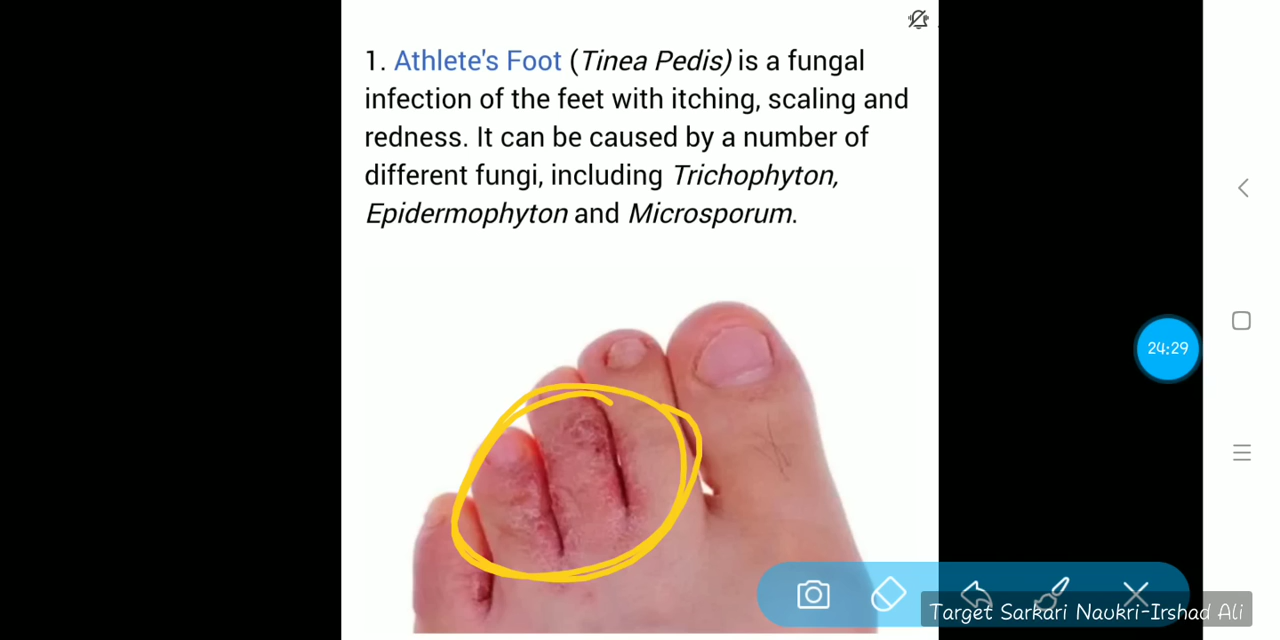 1. Athlete's Foot (Tinea Pedis) is a fungal
infection of the feet with itching, scaling and
redness. It can be caused by a number of
different fungi, including Trichophyton,
Epidermophyton and Microsporum.
24:29
Target Sarkari Naukri-Irshad Ali